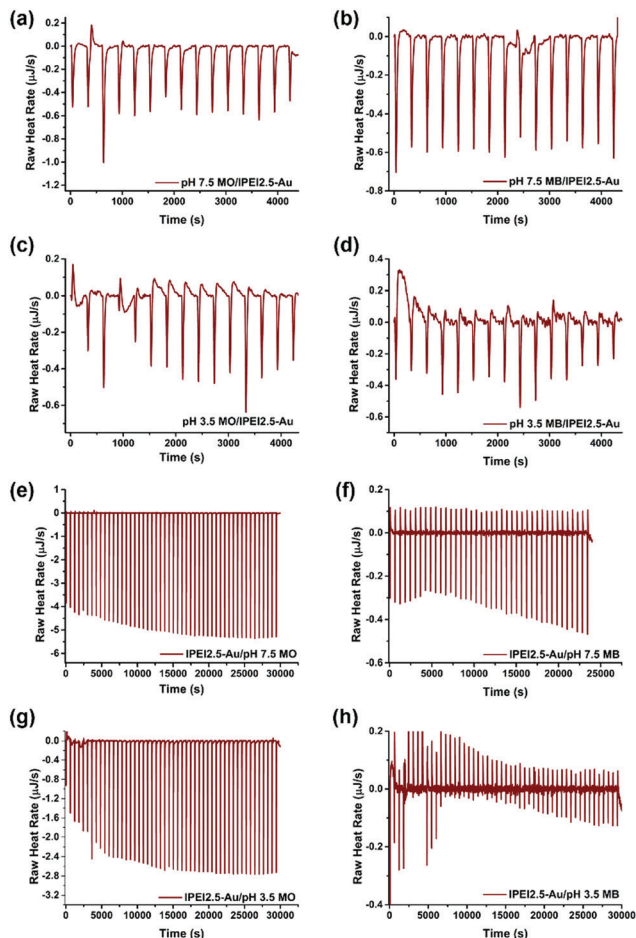 (a)
0.2
0.0
-0.2
-0.4
-0.6
-0.8
-1.0
-1.2
Raw Heat Rate (µJ/s)
pH 7.5 MO/IPEI2.5-Au
0 1000 2000 3000 4000
Time (s)
(b)
0.0
-0.2
-0.4
-0.6
-0.8
Raw Heat Rate (µJ/s)
pH 7.5 MB/IPEI2.5-Au
0 1000 2000 3000 4000
Time (s)
(c)
0.2
0.0
-0.2
-0.4
-0.6
-0.8
Raw Heat Rate (µJ/s)
pH 3.5 MO/IPEI2.5-Au
0 1000 2000 3000 4000
Time (s)
(d)
0.4
0.2
0.0
-0.2
-0.4
-0.6
Raw Heat Rate (µJ/s)
pH 3.5 MB/IPEI2.5-Au
0 1000 2000 3000 4000
Time (s)
(e)
1
0
-1
-2
-3
-4
-5
-6
Raw Heat Rate (µJ/s)
IPEI2.5-Au/pH 7.5 MO
0 5000 10000 15000 20000 25000 30000
Time (s)
(f)
0.2
0.0
-0.2
-0.4
-0.6
Raw Heat Rate (µJ/s)
IPEI2.5-Au/pH 7.5 MB
0 5000 10000 15000 20000 25000
Time (s)
(g)
0.0
-0.4
-0.8
-1.2
-1.6
-2.0
-2.4
-2.8
-3.2
Raw Heat Rate (µJ/s)
IPEI2.5-Au/pH 3.5 MO
0 5000 10000 15000 20000 25000 30000
Time (s)
(h)
0.2
0.0
-0.2
-0.4
Raw Heat Rate (µJ/s)
IPEI2.5-Au/pH 3.5 MB
0 5000 10000 15000 20000 25000 30000
Time (s)